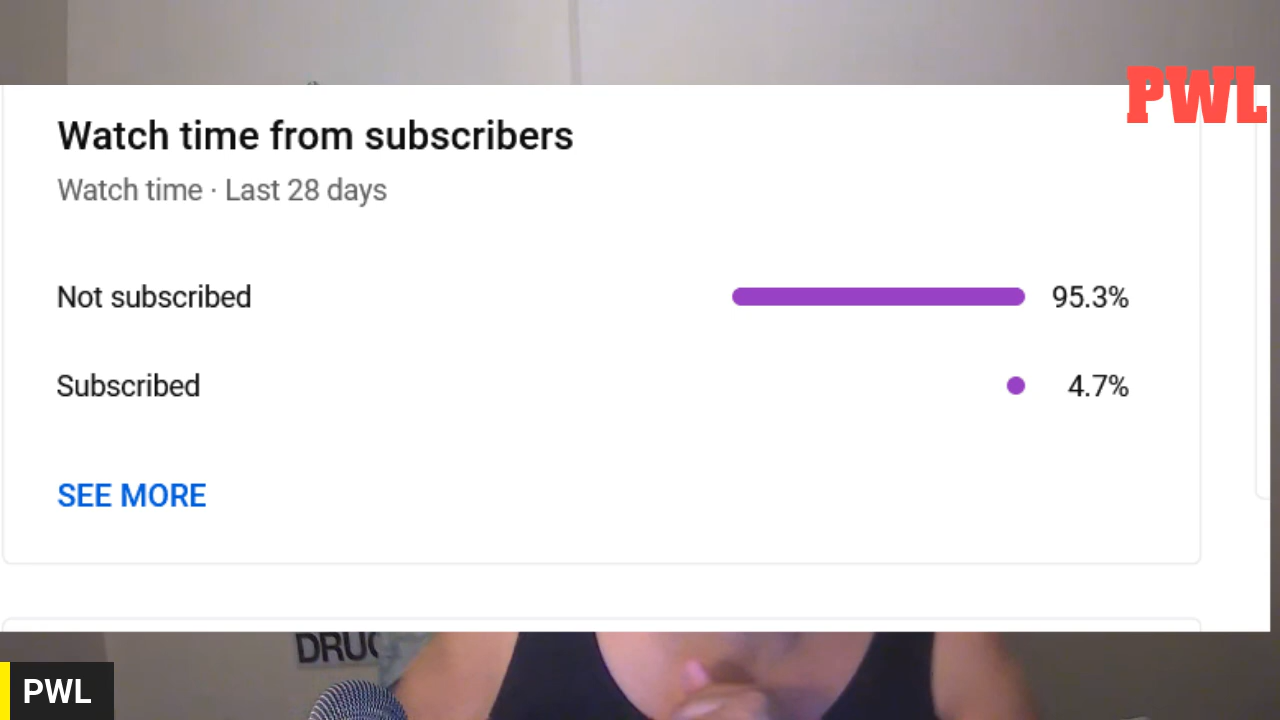 PWL
Watch time from subscribers
Watch time · Last 28 days
Not subscribed 95.3%
Subscribed 4.7%
SEE MORE
DRUG
PWL